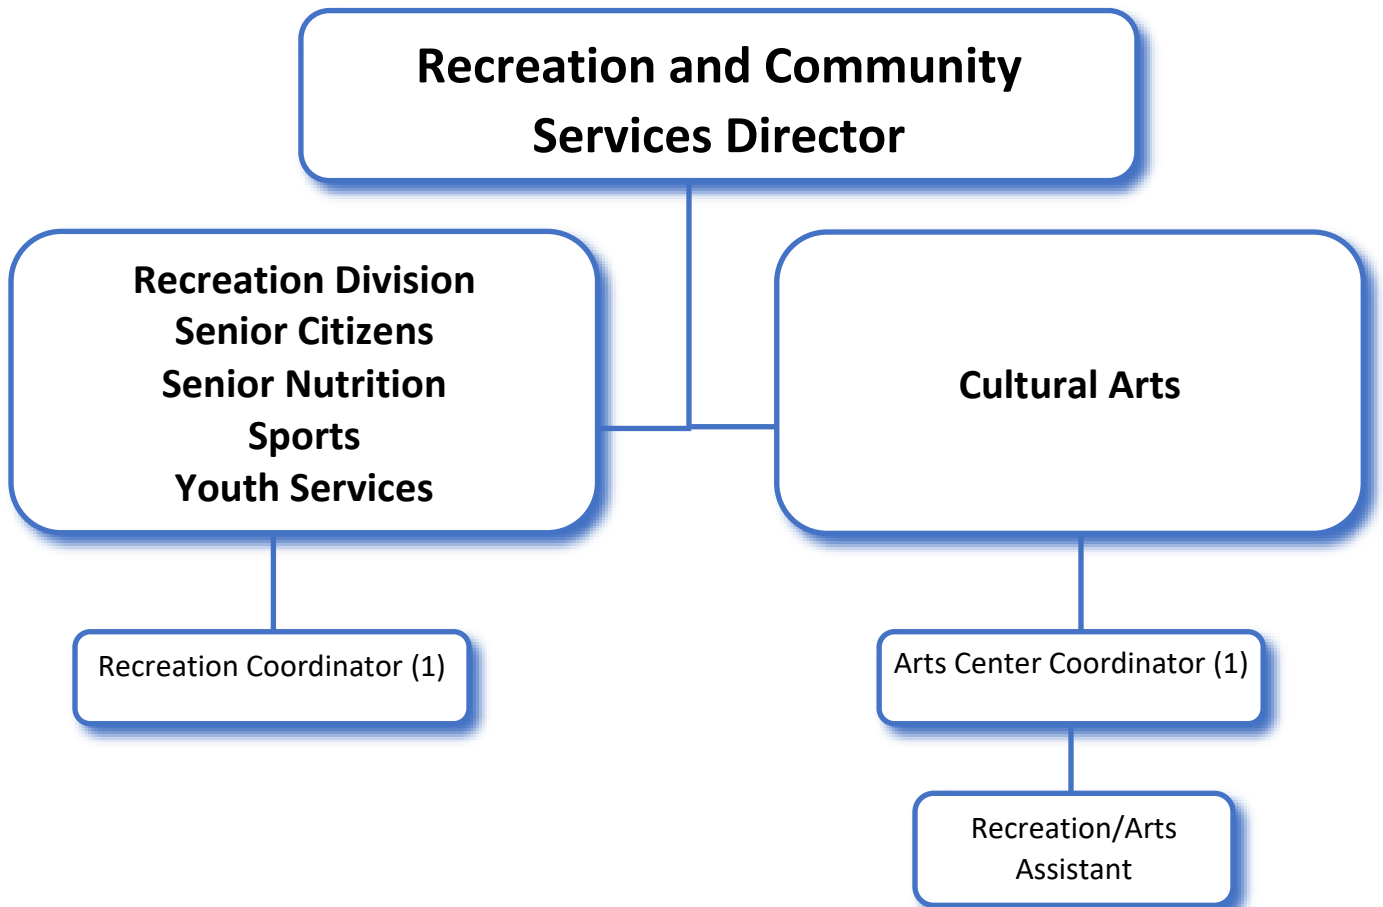 Recreation and Community
Services Director
Recreation Division
Senior Citizens
Senior Nutrition
Sports
Youth Services
Cultural Arts
Recreation Coordinator (1)
Arts Center Coordinator (1)
Recreation/Arts
Assistant